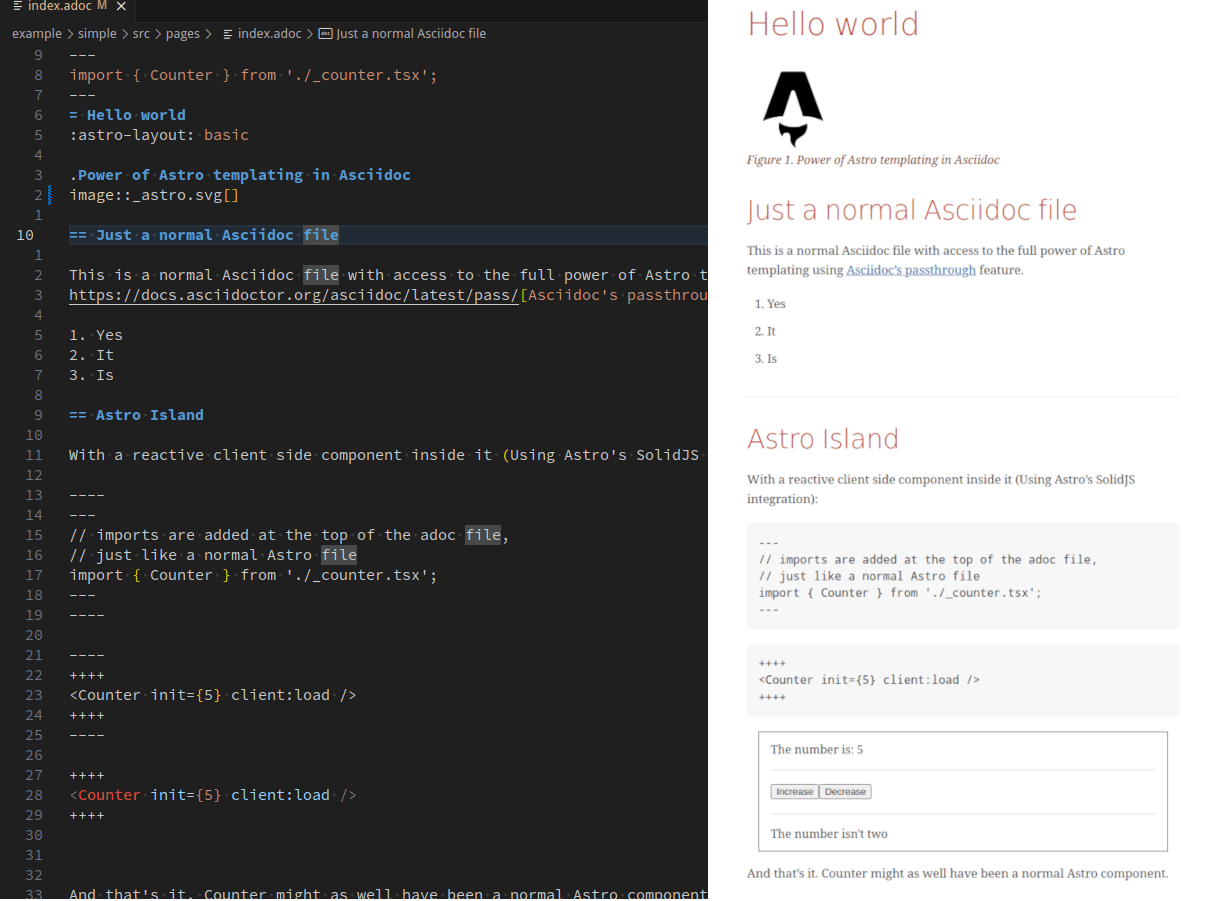 index.adoc M
example > simple > src > pages > index.adoc > Just a normal Asciidoc file
9 ---
8 import { Counter } from './_counter.tsx';
7 ---
6 = Hello world
5 :astro-layout: basic
4
3 .Power of Astro templating in Asciidoc
2 image::_astro.svg[]
1
10 == Just a normal Asciidoc file
1
2 This is a normal Asciidoc file with access to the full power of Astro t
3 https://docs.asciidoctor.org/asciidoc/latest/pass/[Asciidoc's passthrou
4
5 1. Yes
6 2. It
7 3. Is
8
9 == Astro Island
10
11 With a reactive client side component inside it (Using Astro's SolidJS
12
13 ----
14 ---
15 // imports are added at the top of the adoc file,
16 // just like a normal Astro file
17 import { Counter } from './_counter.tsx';
18 ---
19 ----
20
21 ----
22 ++++
23 <Counter init={5} client:load />
24 ++++
25 ----
26
27 ++++
28 <Counter init={5} client:load />
29 ++++
30
31
32
33 And that's it. Counter might as well have been a normal Astro component
Hello world
Figure 1. Power of Astro templating in Asciidoc
Just a normal Asciidoc file
This is a normal Asciidoc file with access to the full power of Astro
templating using Asciidoc's passthrough feature.
1. Yes
2. It
3. Is
Astro Island
With a reactive client side component inside it (Using Astro's SolidJS
integration):
---
// imports are added at the top of the adoc file,
// just like a normal Astro file
import { Counter } from './_counter.tsx';
---
++++
<Counter init={5} client:load />
++++
The number is: 5
Increase Decrease
The number isn't two
And that's it. Counter might as well have been a normal Astro component.